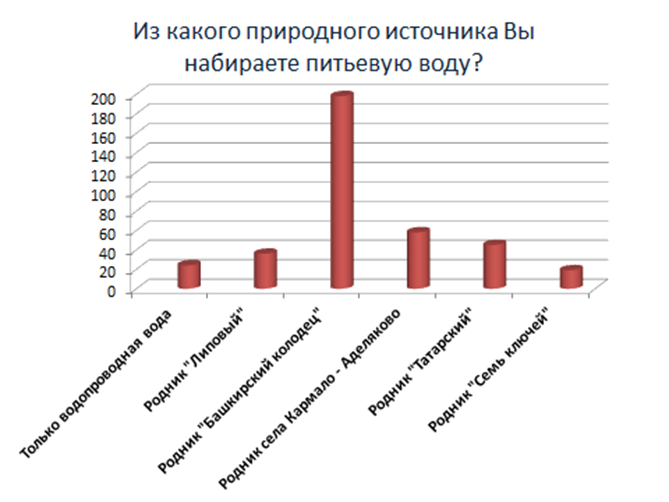 Из какого природного источника Вы
набираете питьевую воду?
200
180
160
140
120
100
80
60
40
20
0
Только водопроводная вода
Родник "Липовый"
Родник "Башкирский колодец"
Родник села Кармало - Аделяково
Родник "Татарский"
Родник "Семь ключей"